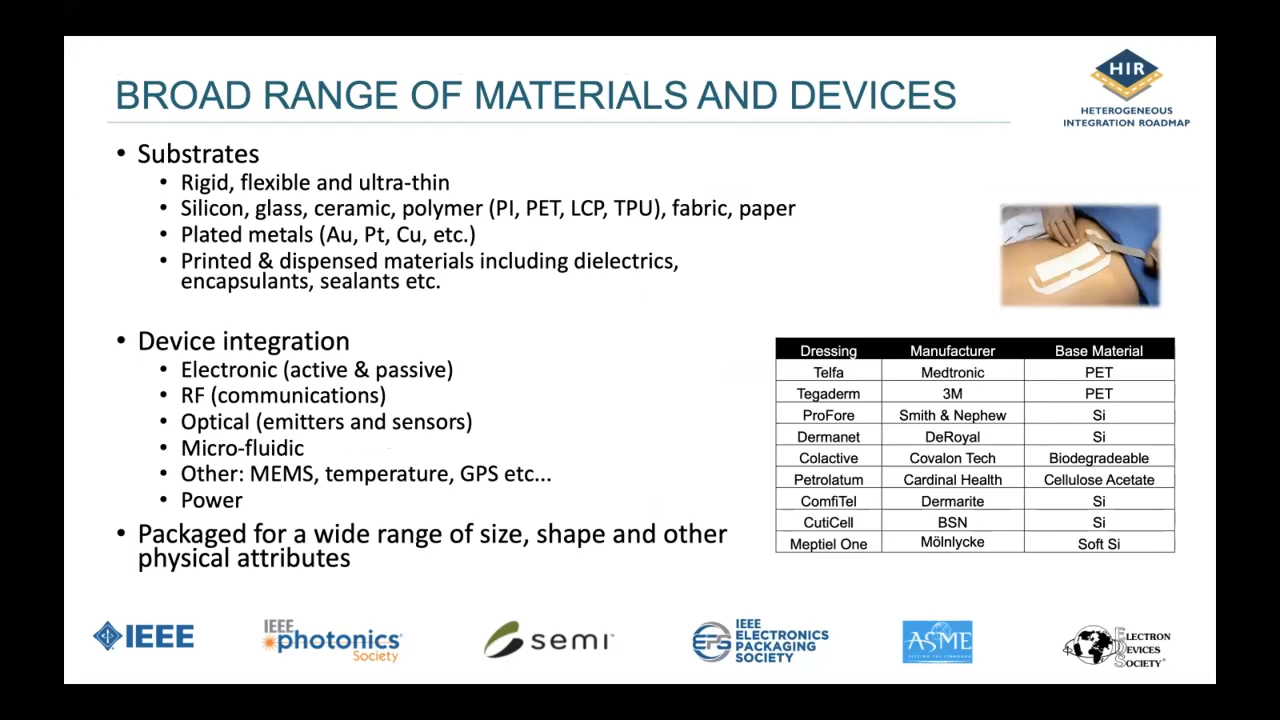 BROAD RANGE OF MATERIALS AND DEVICES
HIR
HETEROGENEOUS
INTEGRATION ROADMAP
• Substrates
• Rigid, flexible and ultra-thin
• Silicon, glass, ceramic, polymer (PI, PET, LCP, TPU), fabric, paper
• Plated metals (Au, Pt, Cu, etc.)
• Printed & dispensed materials including dielectrics,
encapsulants, sealants etc.
• Device integration
• Electronic (active & passive)
• RF (communications)
• Optical (emitters and sensors)
• Micro-fluidic
• Other: MEMS, temperature, GPS etc...
• Power
• Packaged for a wide range of size, shape and other
physical attributes
Dressing Manufacturer Base Material
Telfa Medtronic PET
Tegaderm 3M PET
ProFore Smith & Nephew Si
Dermanet DeRoyal Si
Colactive Covalon Tech Biodegradeable
Petrolatum Cardinal Health Cellulose Acetate
ComfiTel Dermarite Si
CutiCell BSN Si
Meptiel One Mölnlycke Soft Si
IEEE
IEEE
photonics
Society
semi
EPS
IEEE
ELECTRONICS
PACKAGING
SOCIETY
ASME
SETTING THE STANDARD
EDS
ELECTRON
DEVICES
SOCIETY®